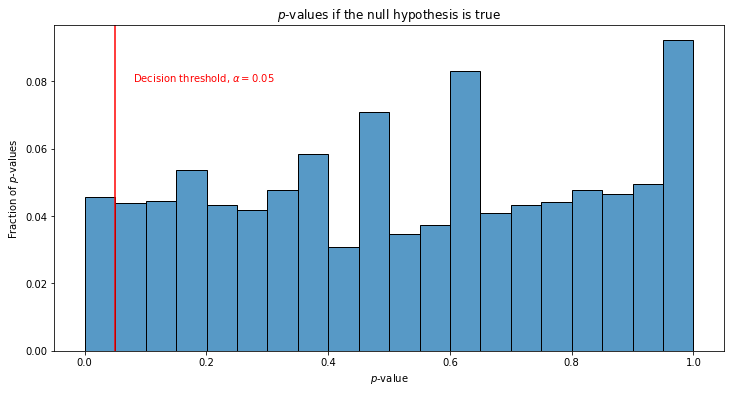 p-values if the null hypothesis is true
Decision threshold, α = 0.05
Fraction of p-values
0.08
0.06
0.04
0.02
0.00
0.0 0.2 0.4 0.6 0.8 1.0
p-value